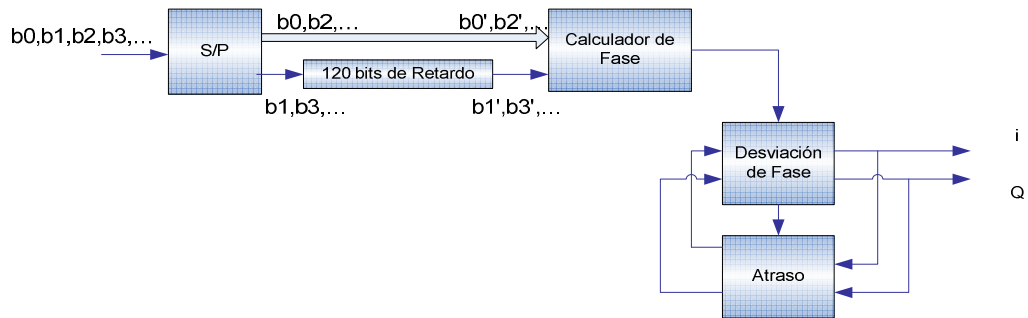 b0,b1,b2,b3,...
S/P
b0,b2,...
b0',b2',...
120 bits de Retardo
b1,b3,...
b1',b3',...
Calculador de
Fase
Desviación
de Fase
i
Q
Atraso